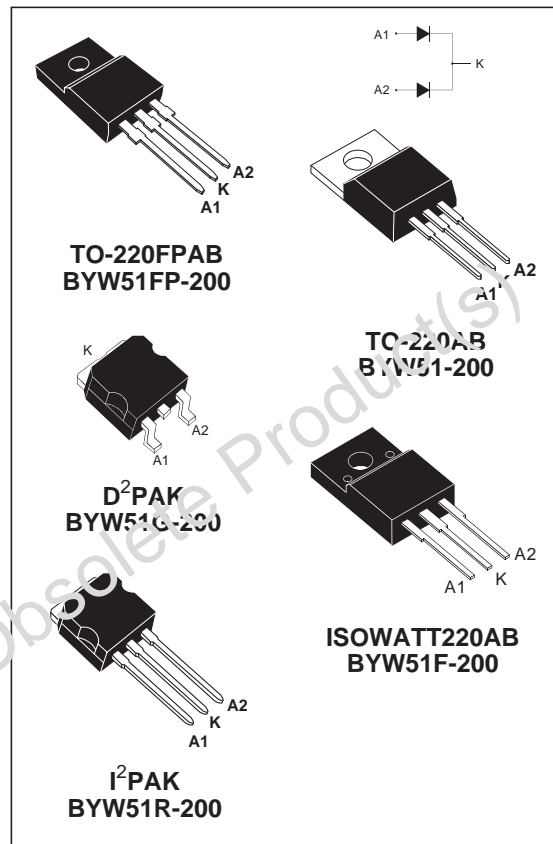 A1
K
A2
A2
K
A1
TO-220FPAB
BYW51FP-200
A2
K
A1
TO-220AB
BYW51-200
K
A2
A1
D²PAK
BYW51G-200
A2
K
A1
ISOWATT220AB
BYW51F-200
A2
K
A1
I²PAK
BYW51R-200
Obsolete Product(s)